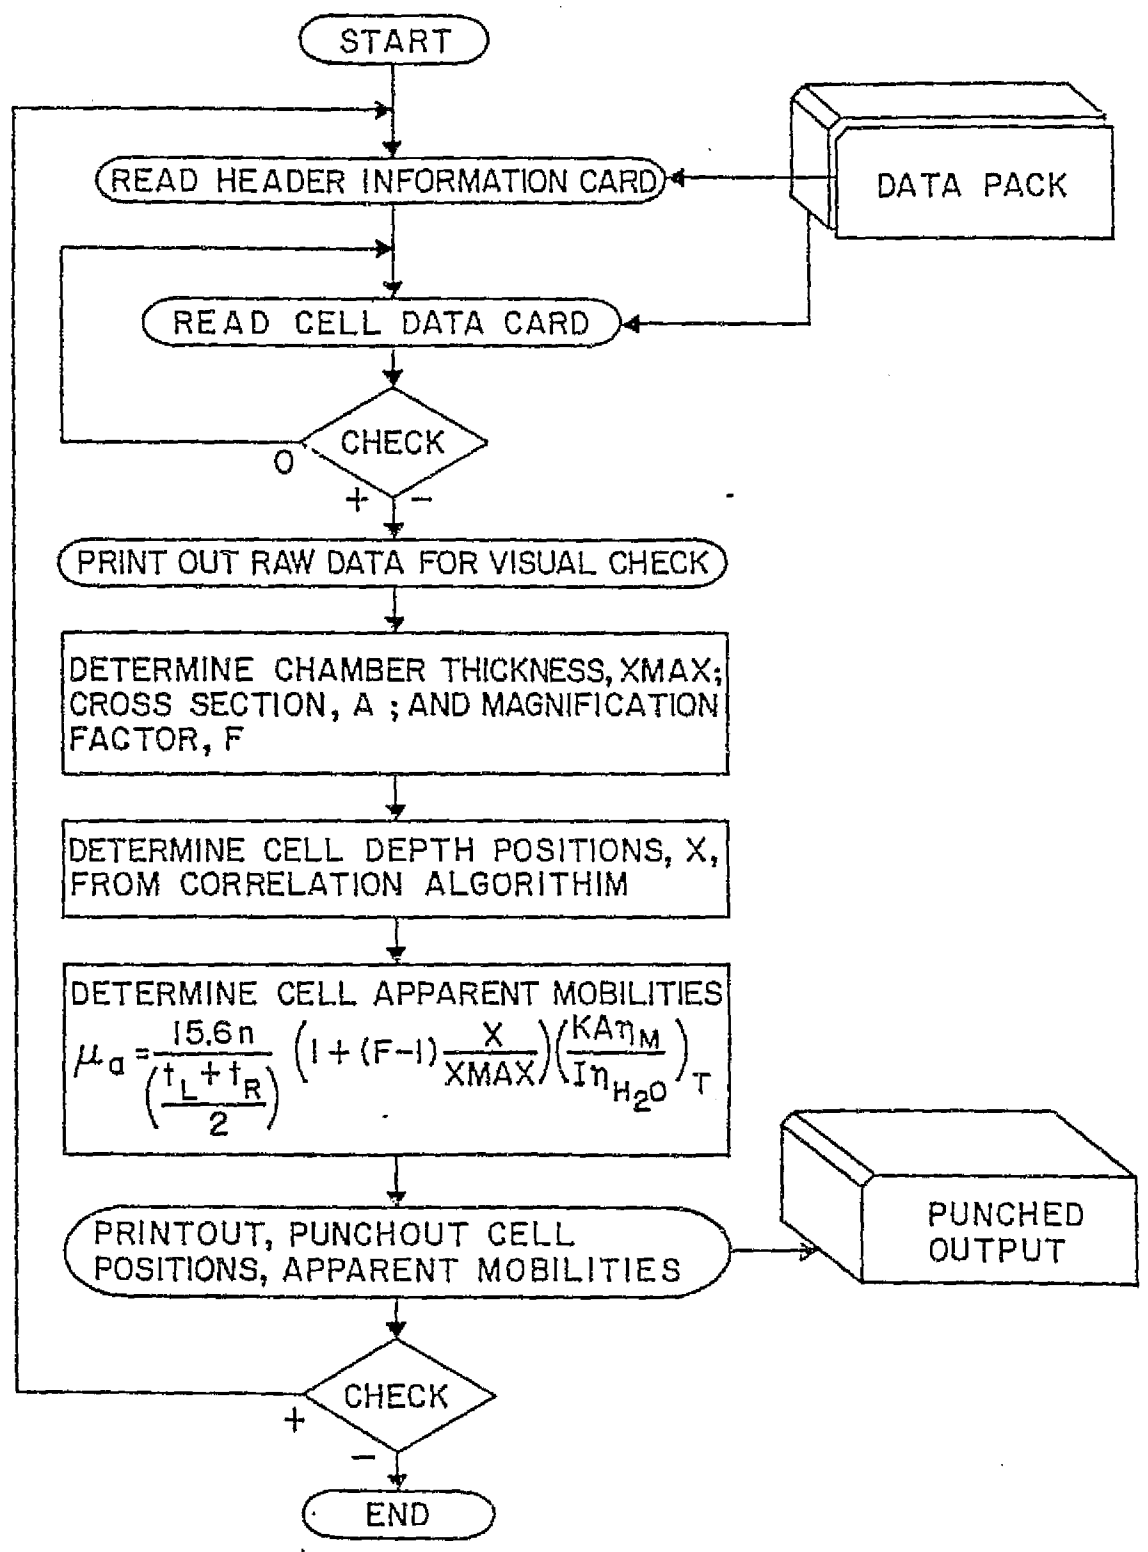 START
READ HEADER INFORMATION CARD
DATA PACK
READ CELL DATA CARD
CHECK
0
+ −
PRINT OUT RAW DATA FOR VISUAL CHECK
DETERMINE CHAMBER THICKNESS, XMAX;
CROSS SECTION, A ; AND MAGNIFICATION
FACTOR, F
DETERMINE CELL DEPTH POSITIONS, X,
FROM CORRELATION ALGORITHIM
DETERMINE CELL APPARENT MOBILITIES
μa = 15.6n / ((tL + tR) / 2) (1 + (F−1) X / XMAX) (KAηM / IηH2O)T
PRINTOUT, PUNCHOUT CELL
POSITIONS, APPARENT MOBILITIES
PUNCHED
OUTPUT
CHECK
+
−
END